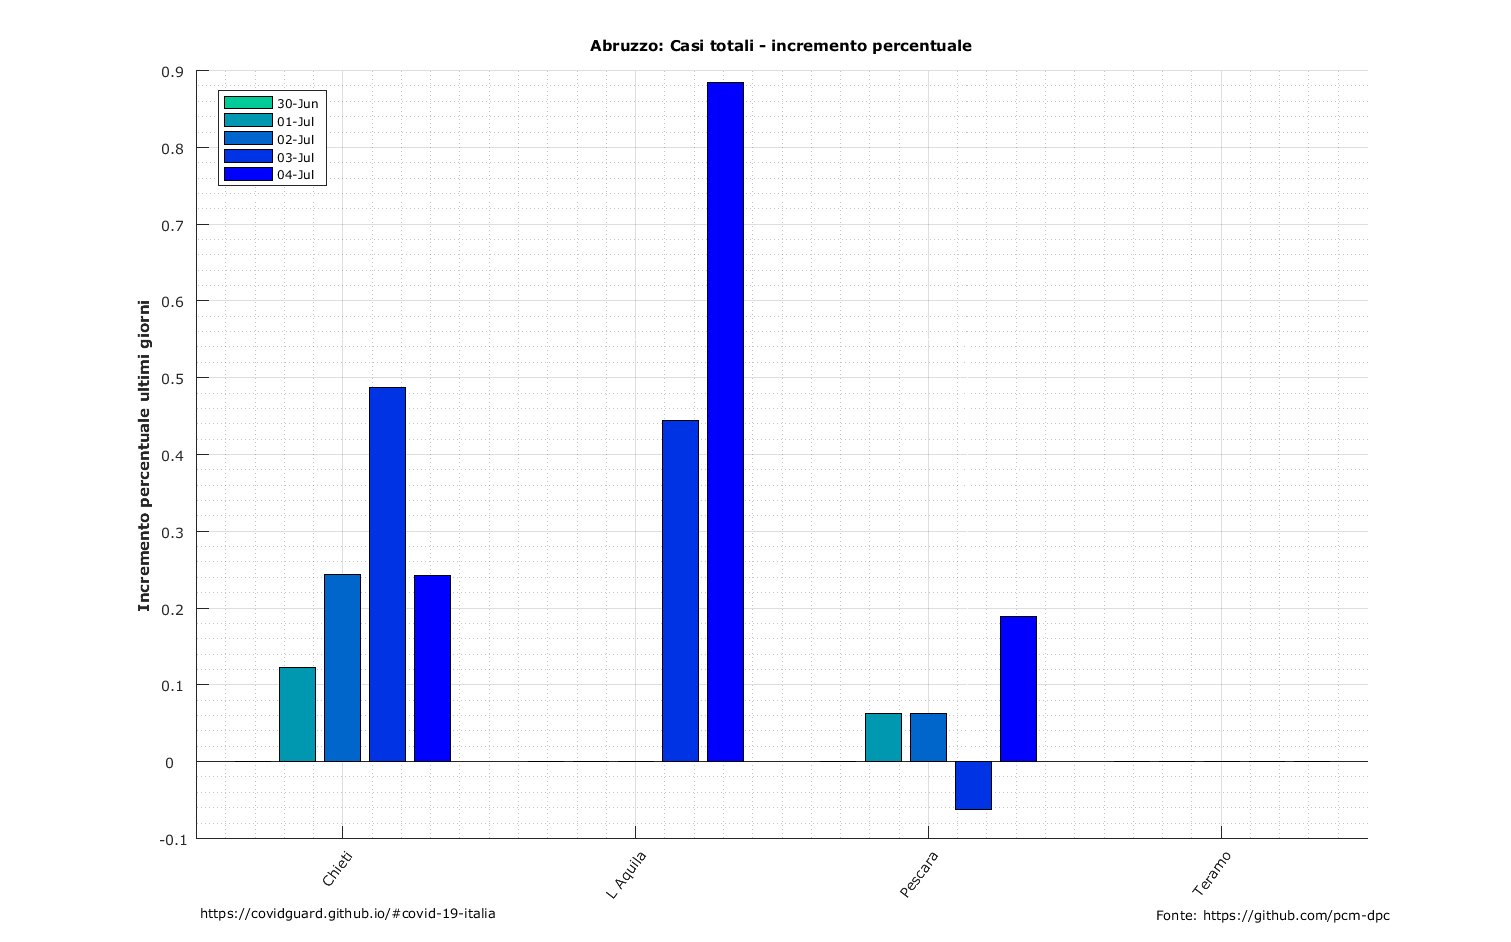 Abruzzo: Casi totali - incremento percentuale
0.9
0.8
0.7
0.6
0.5
0.4
0.3
0.2
0.1
0
-0.1
Incremento percentuale ultimi giorni
30-Jun
01-Jul
02-Jul
03-Jul
04-Jul
Chieti
L Aquila
Pescara
Teramo
https://covidguard.github.io/#covid-19-italia
Fonte: https://github.com/pcm-dpc